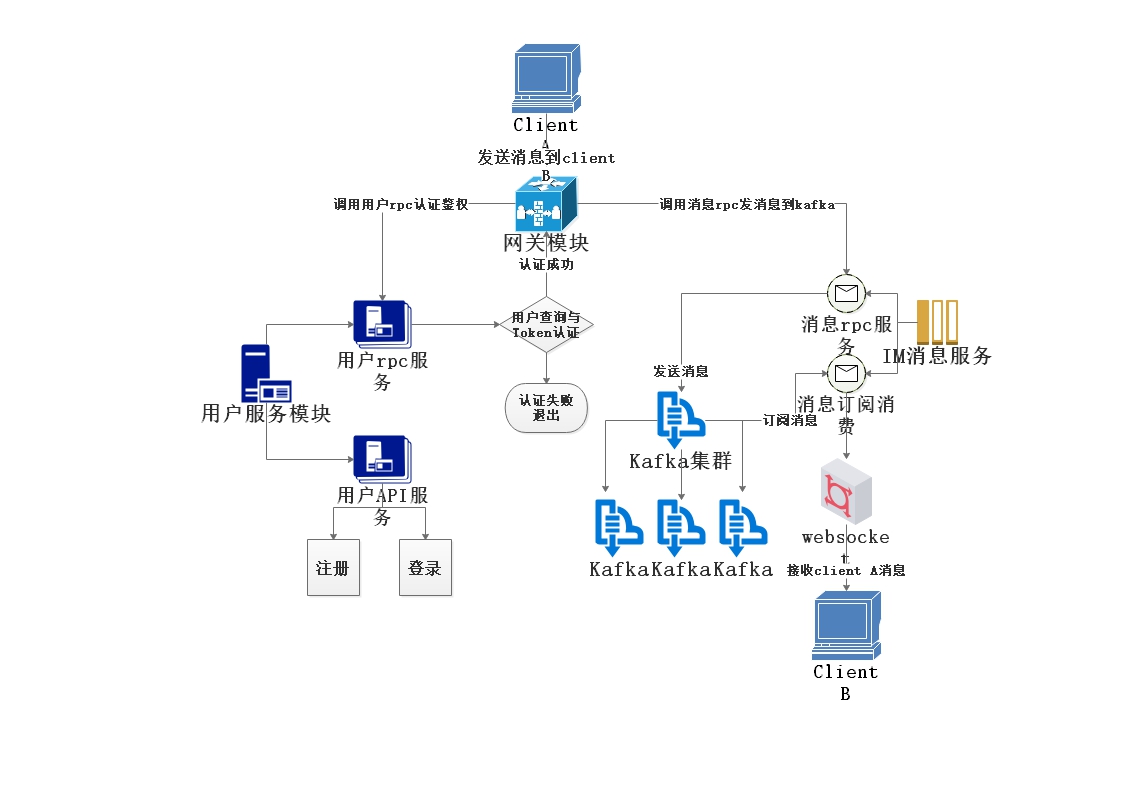 Client
A
发送消息到client
B
调用用户rpc认证鉴权
调用消息rpc发消息到kafka
网关模块
认证成功
用户查询与
Token认证
消息rpc服
务
IM消息服务
用户rpc服
务
发送消息
认证失败
退出
用户服务模块
消息订阅消
费
订阅消息
Kafka集群
用户API服
务
websocke
t
注册
登录
Kafka
Kafka
Kafka
接收client A消息
Client
B